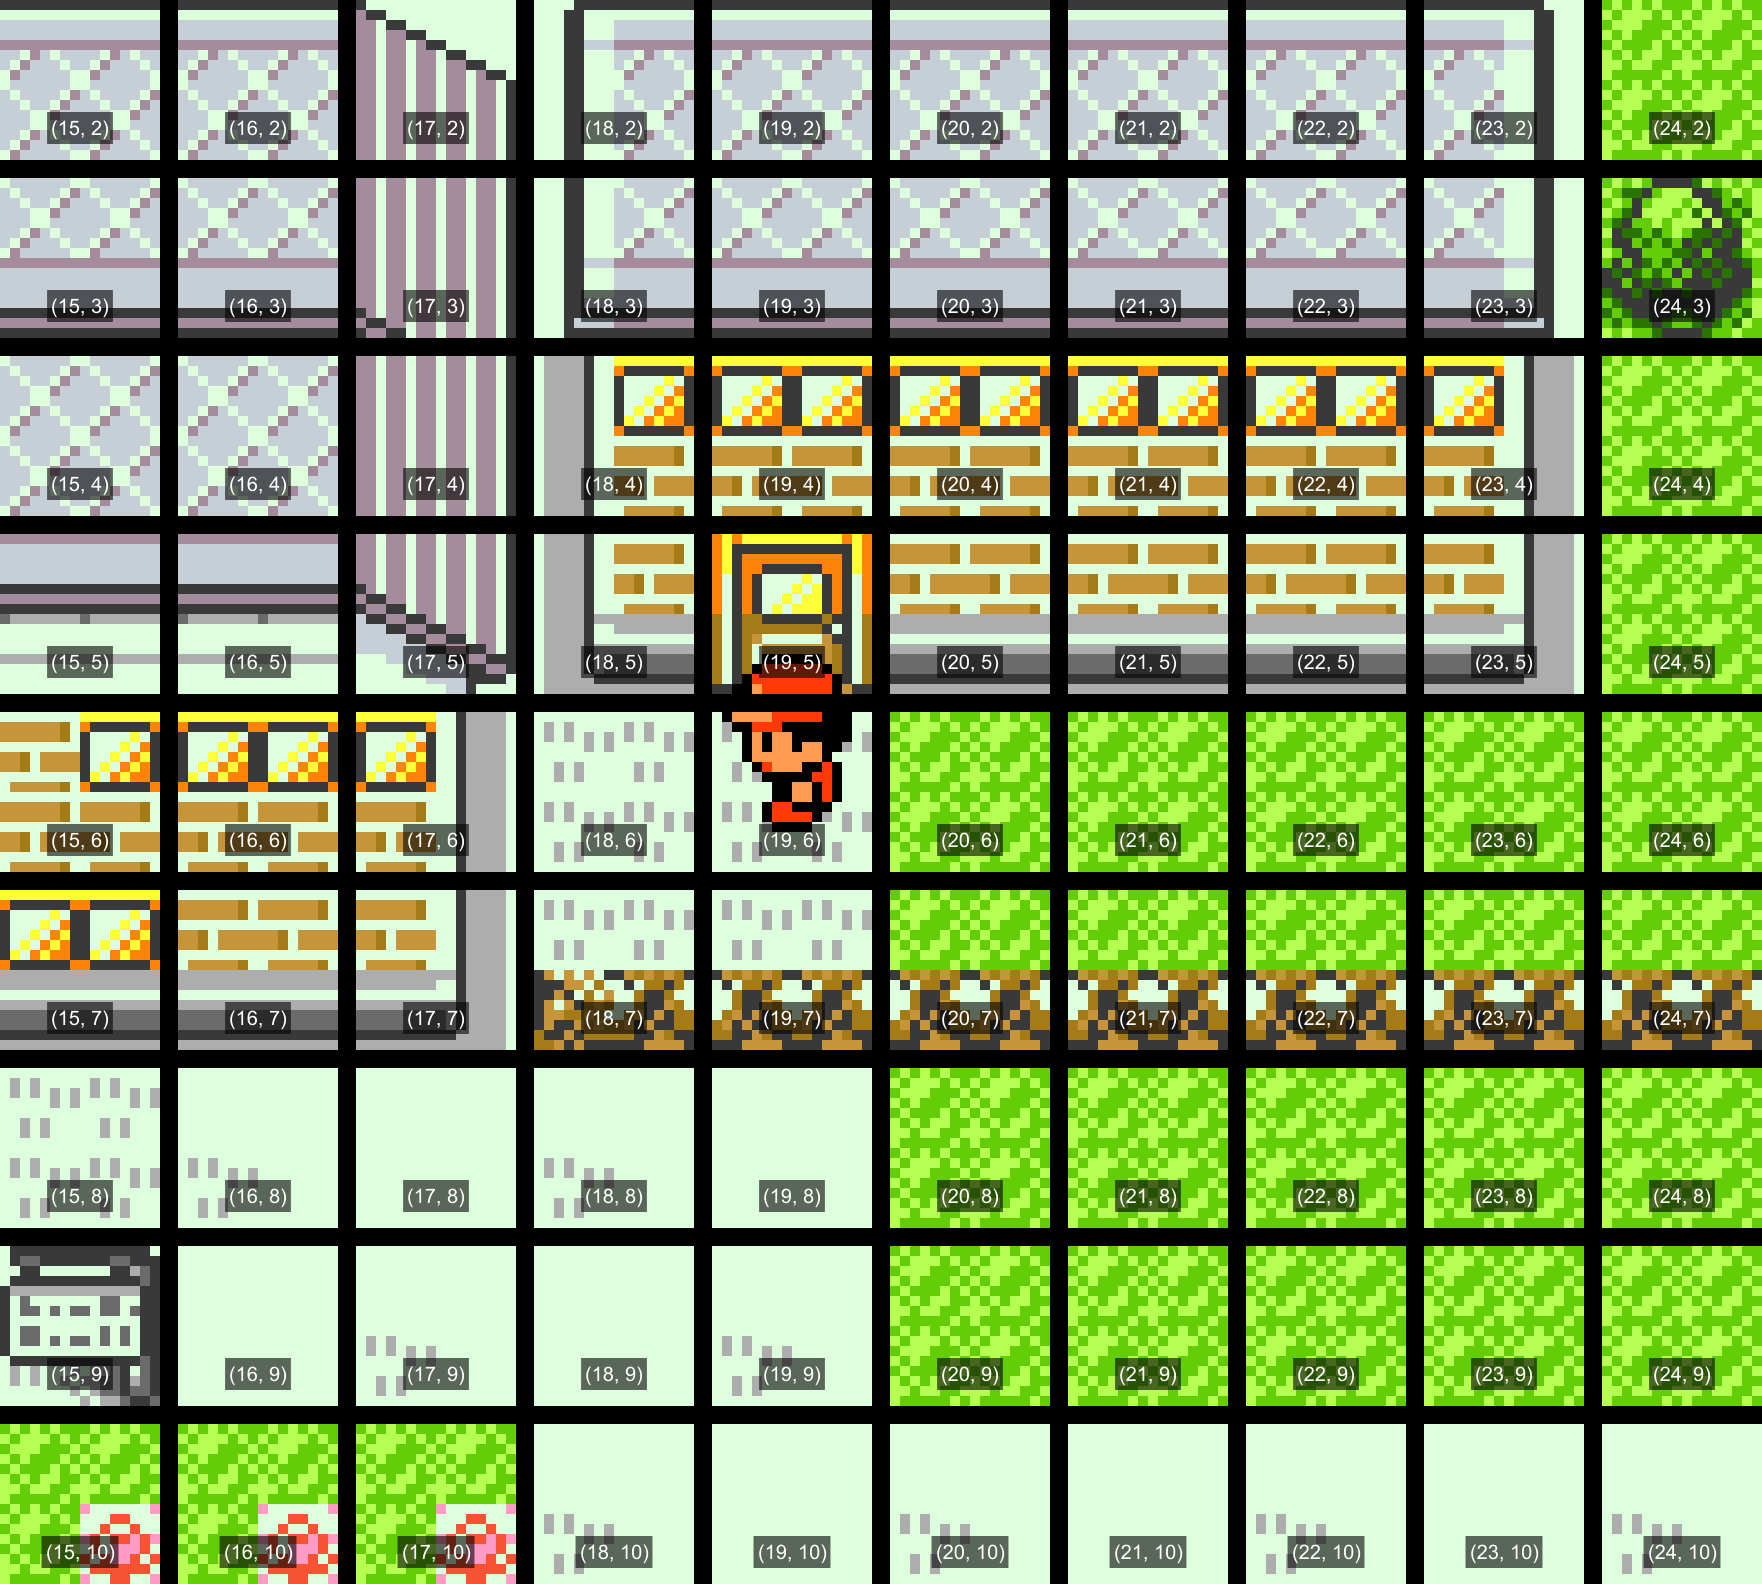 (15, 2) (16, 2) (17, 2) (18, 2) (19, 2) (20, 2) (21, 2) (22, 2) (23, 2) (24, 2)
(15, 3) (16, 3) (17, 3) (18, 3) (19, 3) (20, 3) (21, 3) (22, 3) (23, 3) (24, 3)
(15, 4) (16, 4) (17, 4) (18, 4) (19, 4) (20, 4) (21, 4) (22, 4) (23, 4) (24, 4)
(15, 5) (16, 5) (17, 5) (18, 5) (19, 5) (20, 5) (21, 5) (22, 5) (23, 5) (24, 5)
(15, 6) (16, 6) (17, 6) (18, 6) (19, 6) (20, 6) (21, 6) (22, 6) (23, 6) (24, 6)
(15, 7) (16, 7) (17, 7) (18, 7) (19, 7) (20, 7) (21, 7) (22, 7) (23, 7) (24, 7)
(15, 8) (16, 8) (17, 8) (18, 8) (19, 8) (20, 8) (21, 8) (22, 8) (23, 8) (24, 8)
(15, 9) (16, 9) (17, 9) (18, 9) (19, 9) (20, 9) (21, 9) (22, 9) (23, 9) (24, 9)
(15, 10) (16, 10) (17, 10) (18, 10) (19, 10) (20, 10) (21, 10) (22, 10) (23, 10) (24, 10)